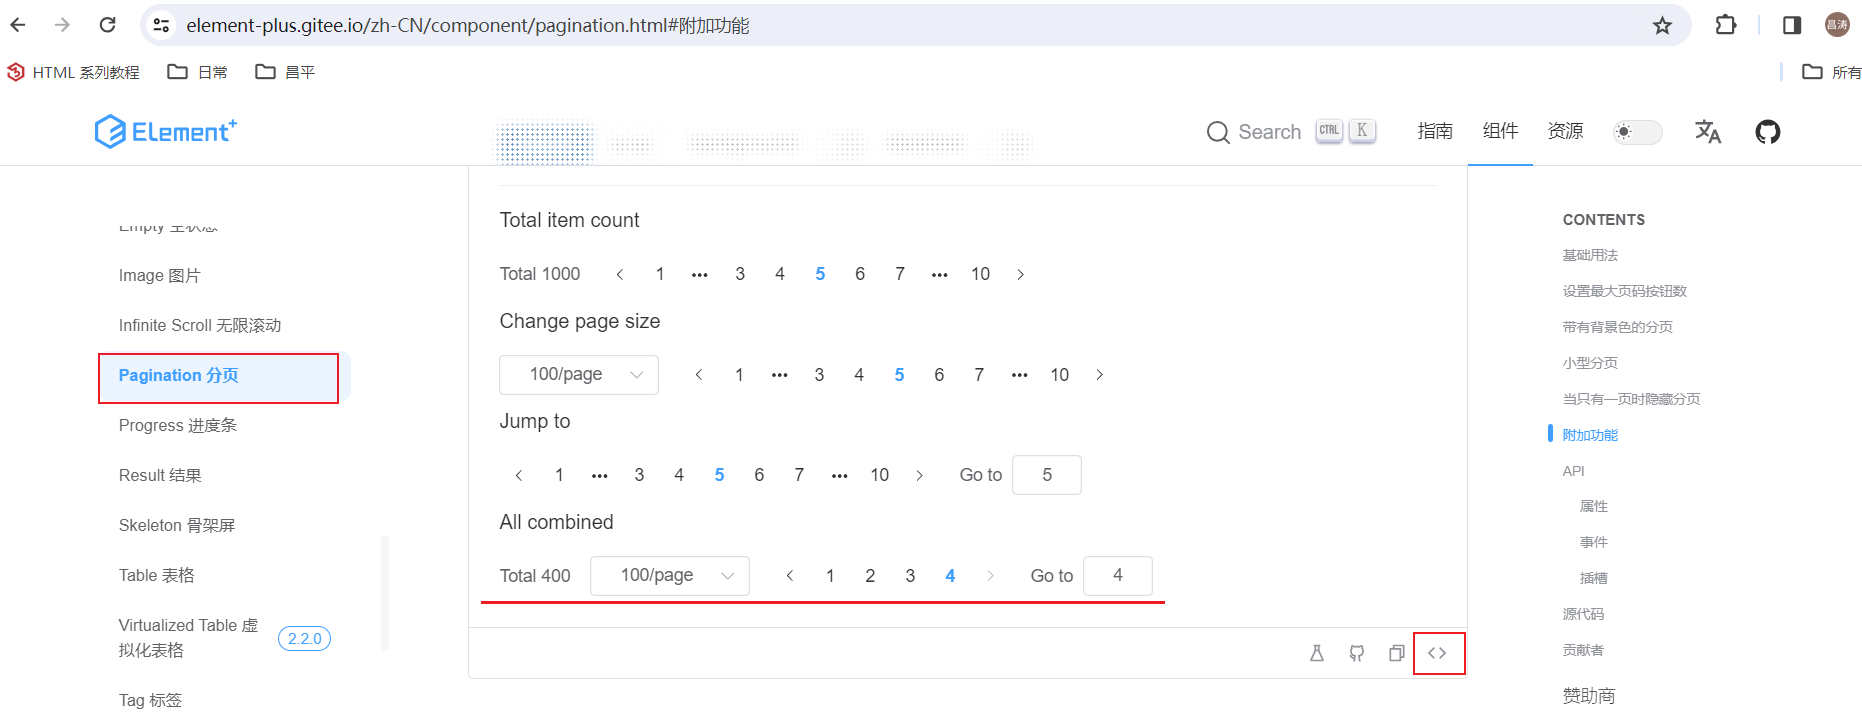 element-plus.gitee.io/zh-CN/component/pagination.html#附加功能
昌涛
HTML 系列教程 日常 昌平 所有
Element+
Search CTRL K 指南 组件 资源
Empty 空状态
Image 图片
Infinite Scroll 无限滚动
Pagination 分页
Progress 进度条
Result 结果
Skeleton 骨架屏
Table 表格
Virtualized Table 虚
拟化表格
2.2.0
Tag 标签
Total item count
Total 1000 < 1 ••• 3 4 5 6 7 ••• 10 >
Change page size
100/page < 1 ••• 3 4 5 6 7 ••• 10 >
Jump to
< 1 ••• 3 4 5 6 7 ••• 10 > Go to 5
All combined
Total 400 100/page < 1 2 3 4 > Go to 4
CONTENTS
基础用法
设置最大页码按钮数
带有背景色的分页
小型分页
当只有一页时隐藏分页
附加功能
API
属性
事件
插槽
源代码
贡献者
赞助商